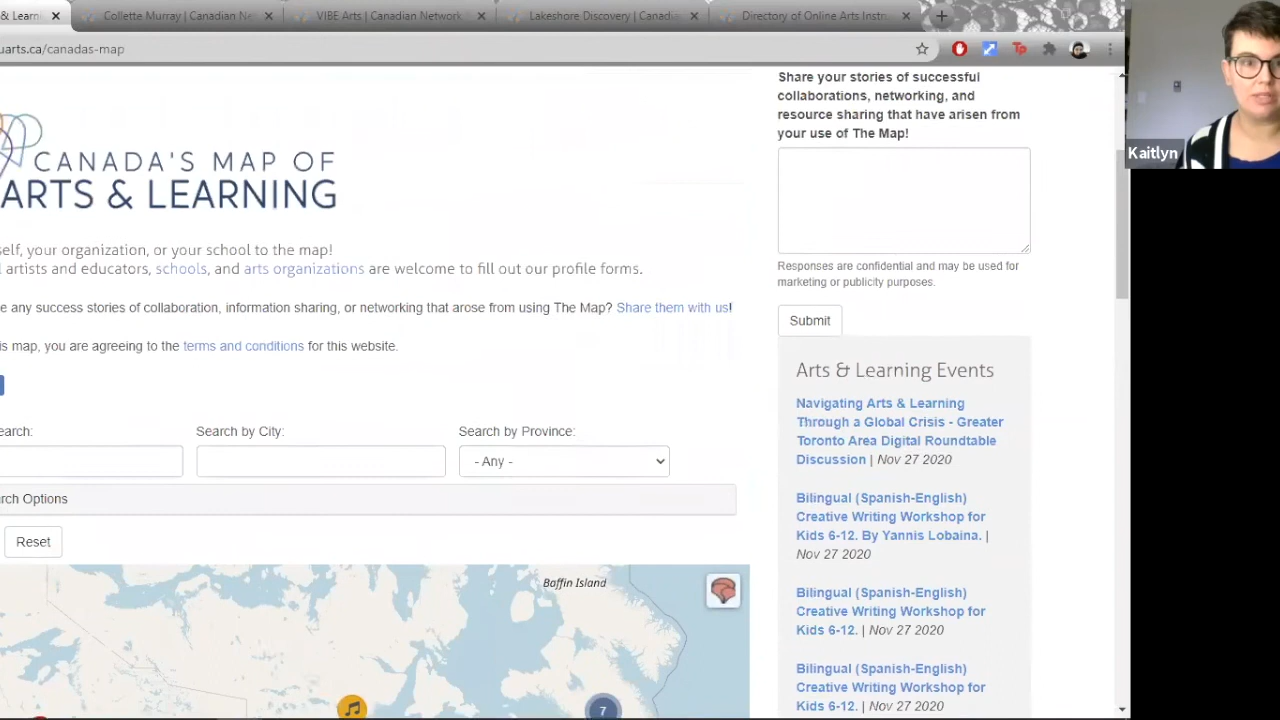 & Learni
Collette Murray | Canadian Ne
VIBE Arts | Canadian Network
Lakeshore Discovery | Canadia
Directory of Online Arts Instru
uarts.ca/canadas-map
CANADA'S MAP OF
ARTS & LEARNING
self, your organization, or your school to the map!
artists and educators, schools, and arts organizations are welcome to fill out our profile forms.
e any success stories of collaboration, information sharing, or networking that arose from using The Map? Share them with us!
is map, you are agreeing to the terms and conditions for this website.
earch:
Search by City:
Search by Province:
- Any -
rch Options
Reset
Baffin Island
7
Share your stories of successful
collaborations, networking, and
resource sharing that have arisen from
your use of The Map!
Responses are confidential and may be used for
marketing or publicity purposes.
Submit
Arts & Learning Events
Navigating Arts & Learning
Through a Global Crisis - Greater
Toronto Area Digital Roundtable
Discussion | Nov 27 2020
Bilingual (Spanish-English)
Creative Writing Workshop for
Kids 6-12. By Yannis Lobaina. |
Nov 27 2020
Bilingual (Spanish-English)
Creative Writing Workshop for
Kids 6-12. | Nov 27 2020
Bilingual (Spanish-English)
Creative Writing Workshop for
Kids 6-12. | Nov 27 2020
Kaitlyn